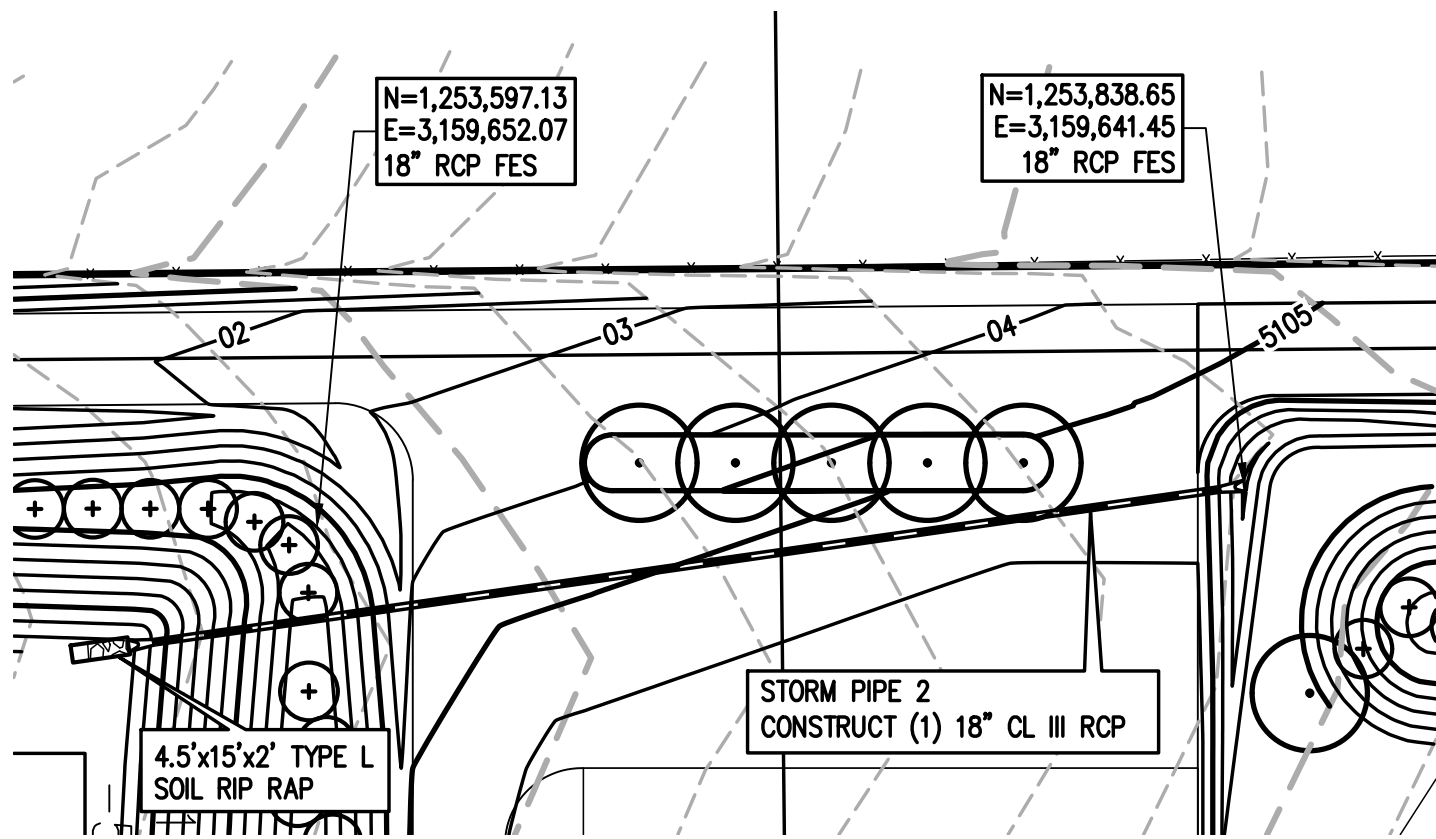 N=1,253,597.13
E=3,159,652.07
18" RCP FES
N=1,253,838.65
E=3,159,641.45
18" RCP FES
02
03
04
5105
STORM PIPE 2
CONSTRUCT (1) 18" CL III RCP
4.5'x15'x2' TYPE L
SOIL RIP RAP